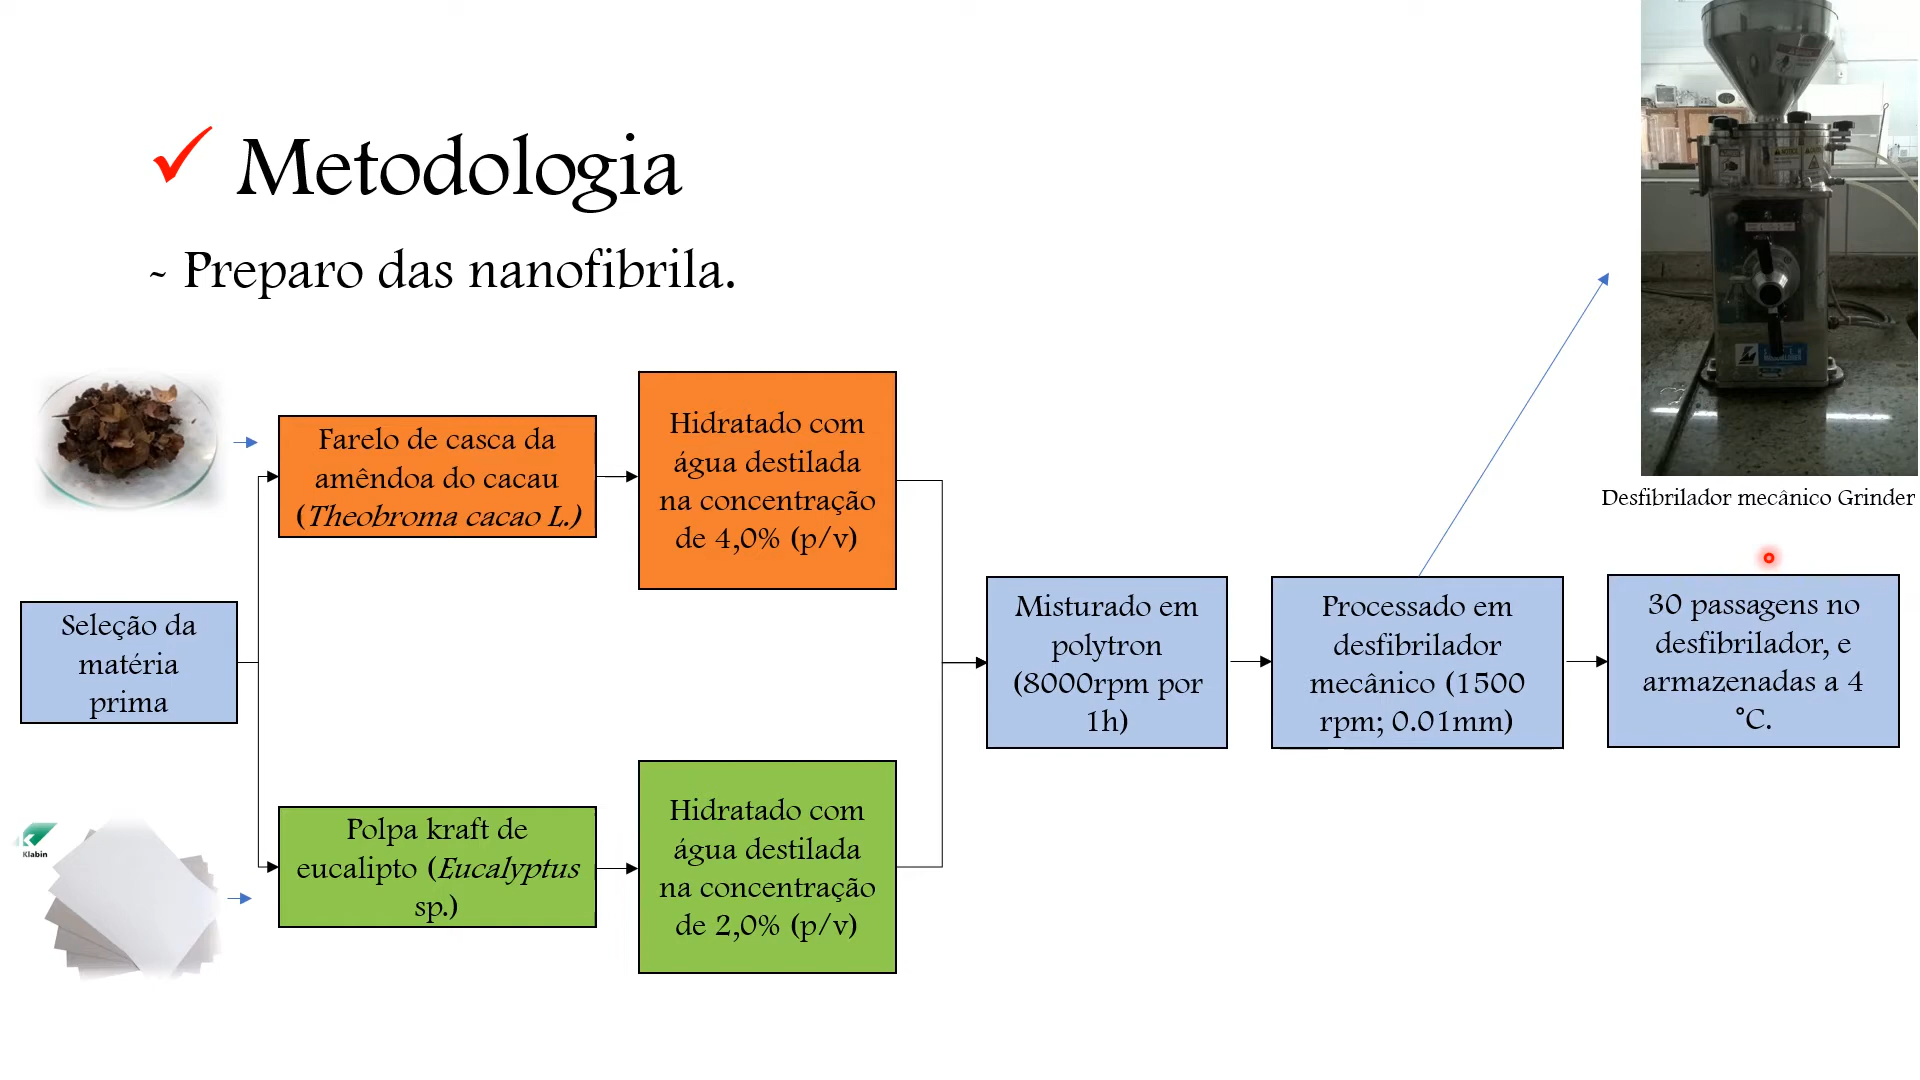 Metodologia
- Preparo das nanofibrila.
Desfibrilador mecânico Grinder
Seleção da
matéria
prima
Farelo de casca da
amêndoa do cacau
(Theobroma cacao L.)
Hidratado com
água destilada
na concentração
de 4,0% (p/v)
Klabin
Polpa kraft de
eucalipto (Eucalyptus
sp.)
Hidratado com
água destilada
na concentração
de 2,0% (p/v)
Misturado em
polytron
(8000rpm por
1h)
Processado em
desfibrilador
mecânico (1500
rpm; 0.01mm)
30 passagens no
desfibrilador, e
armazenadas a 4
°C.